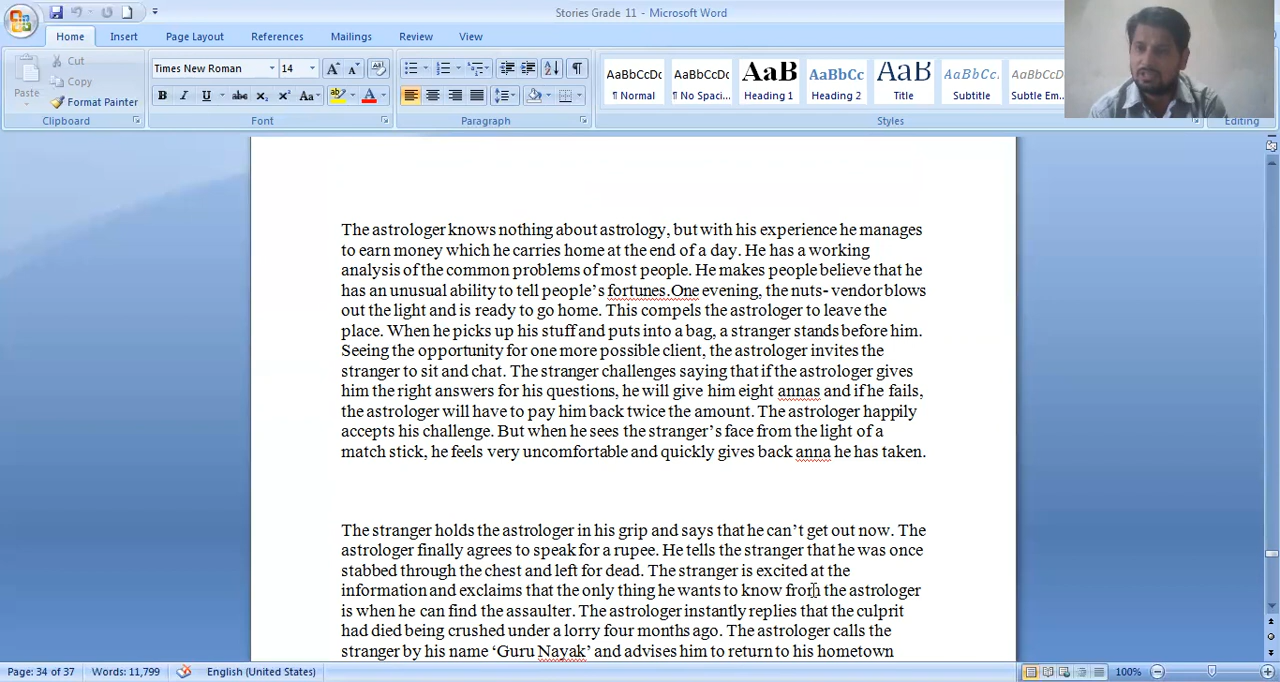 Stories Grade 11 - Microsoft Word
Home Insert Page Layout References Mailings Review View
Paste
Cut
Copy
Format Painter
Clipboard
Times New Roman 14
Font
Paragraph
AaBbCcDc AaBbCcDc AaB AaBbCc AaB AaBbCc. AaBbCcDc
¶ Normal ¶ No Spaci... Heading 1 Heading 2 Title Subtitle Subtle Em...
Styles
Editing
The astrologer knows nothing about astrology, but with his experience he manages
to earn money which he carries home at the end of a day. He has a working
analysis of the common problems of most people. He makes people believe that he
has an unusual ability to tell people’s fortunes.One evening, the nuts- vendor blows
out the light and is ready to go home. This compels the astrologer to leave the
place. When he picks up his stuff and puts into a bag, a stranger stands before him.
Seeing the opportunity for one more possible client, the astrologer invites the
stranger to sit and chat. The stranger challenges saying that if the astrologer gives
him the right answers for his questions, he will give him eight annas and if he fails,
the astrologer will have to pay him back twice the amount. The astrologer happily
accepts his challenge. But when he sees the stranger’s face from the light of a
match stick, he feels very uncomfortable and quickly gives back anna he has taken.
The stranger holds the astrologer in his grip and says that he can’t get out now. The
astrologer finally agrees to speak for a rupee. He tells the stranger that he was once
stabbed through the chest and left for dead. The stranger is excited at the
information and exclaims that the only thing he wants to know from the astrologer
is when he can find the assaulter. The astrologer instantly replies that the culprit
had died being crushed under a lorry four months ago. The astrologer calls the
stranger by his name ‘Guru Nayak’ and advises him to return to his hometown
Page: 34 of 37 Words: 11,799 English (United States) 100%